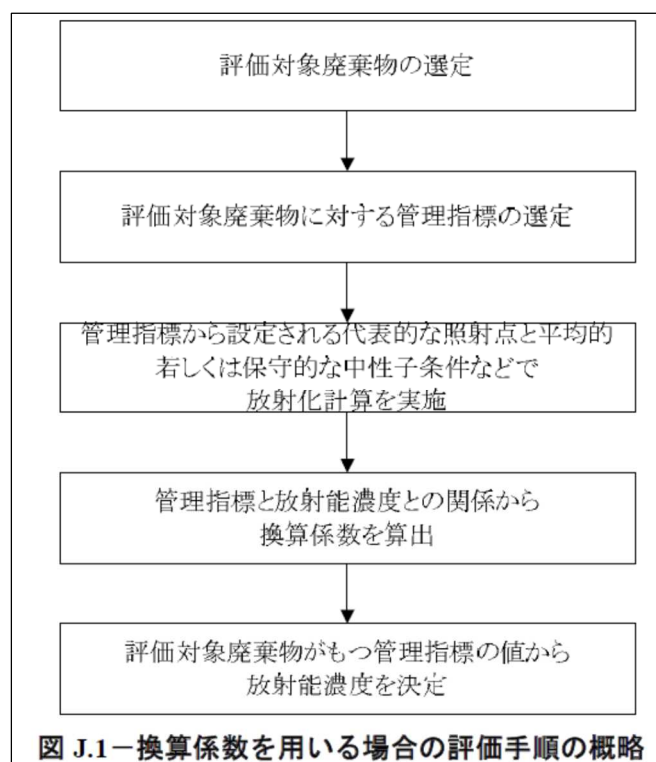 評価対象廃棄物の選定
評価対象廃棄物に対する管理指標の選定
管理指標から設定される代表的な照射点と平均的
若しくは保守的な中性子条件などで
放射化計算を実施
管理指標と放射能濃度との関係から
換算係数を算出
評価対象廃棄物がもつ管理指標の値から
放射能濃度を決定
図 J.1－換算係数を用いる場合の評価手順の概略